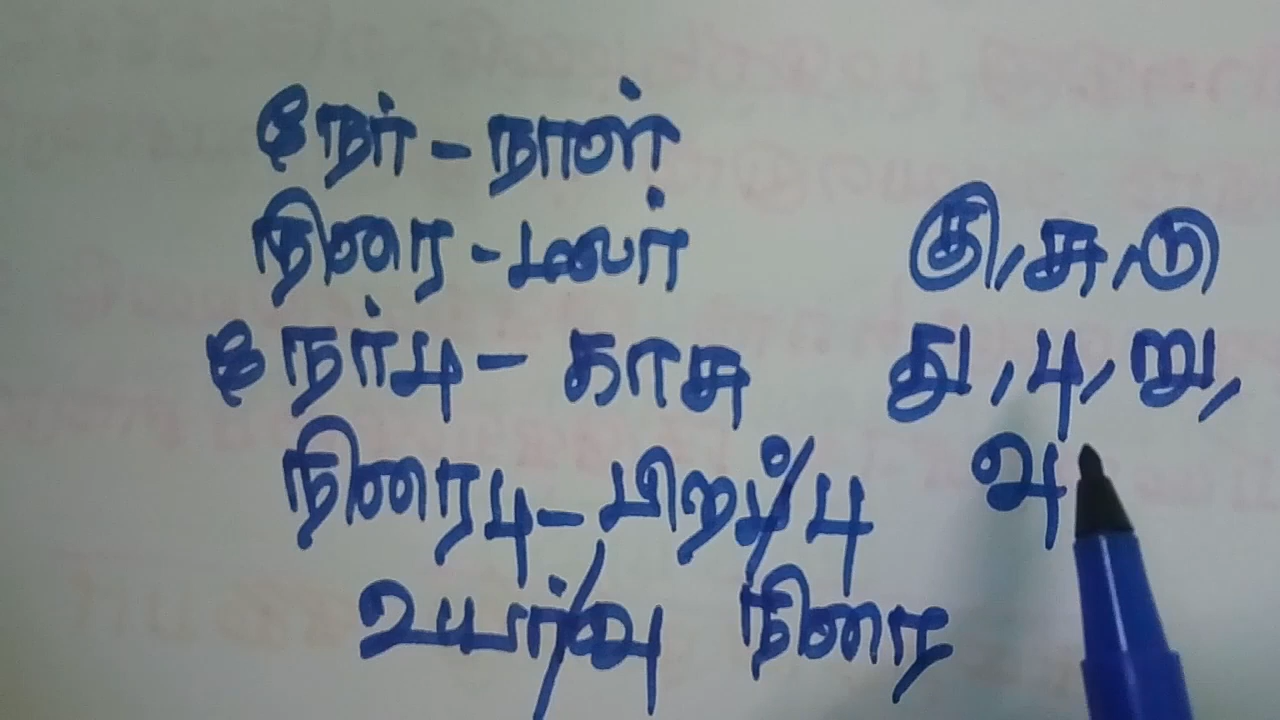 நேர் - நாள்
நிரை - மலர்
நேர்பு - காசு
நிரைபு - பிறப்/பு
உயர்/வு நிரை
கு, சு, டு
து, பு, று,
வு